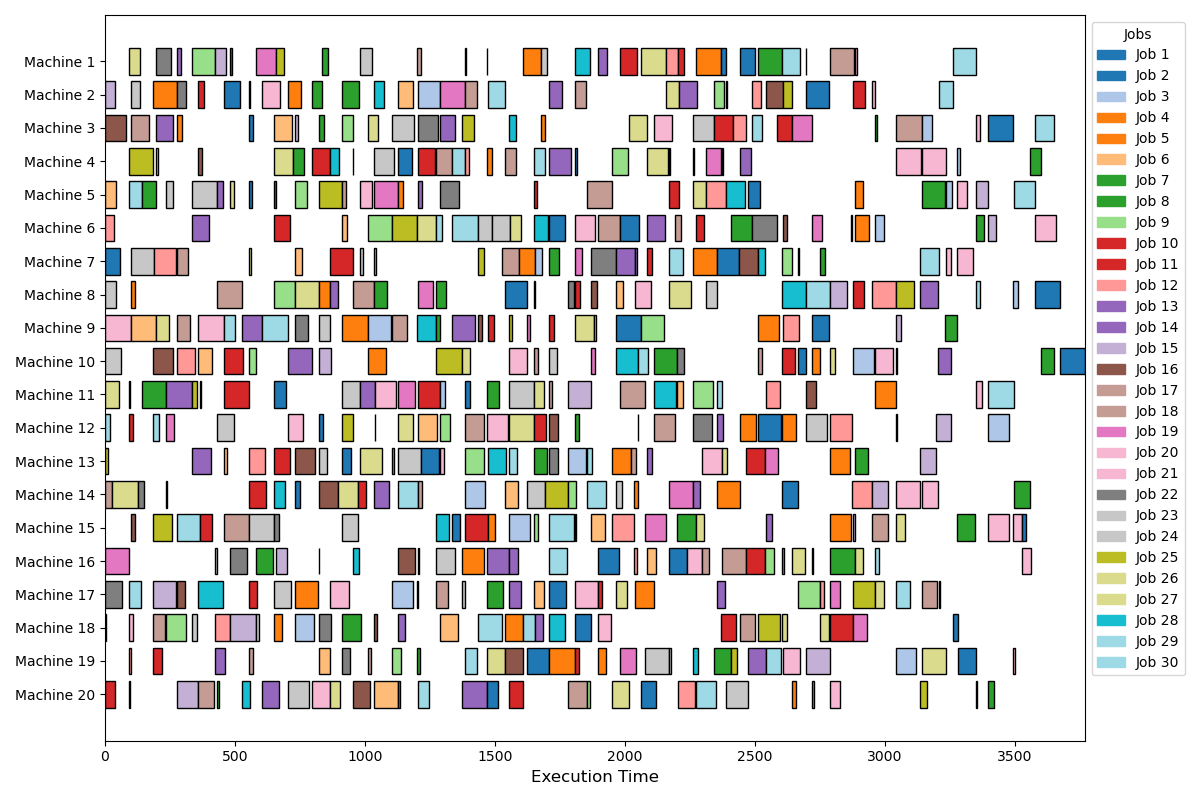 Machine 1
Machine 2
Machine 3
Machine 4
Machine 5
Machine 6
Machine 7
Machine 8
Machine 9
Machine 10
Machine 11
Machine 12
Machine 13
Machine 14
Machine 15
Machine 16
Machine 17
Machine 18
Machine 19
Machine 20
0 500 1000 1500 2000 2500 3000 3500
Execution Time
Jobs
Job 1
Job 2
Job 3
Job 4
Job 5
Job 6
Job 7
Job 8
Job 9
Job 10
Job 11
Job 12
Job 13
Job 14
Job 15
Job 16
Job 17
Job 18
Job 19
Job 20
Job 21
Job 22
Job 23
Job 24
Job 25
Job 26
Job 27
Job 28
Job 29
Job 30